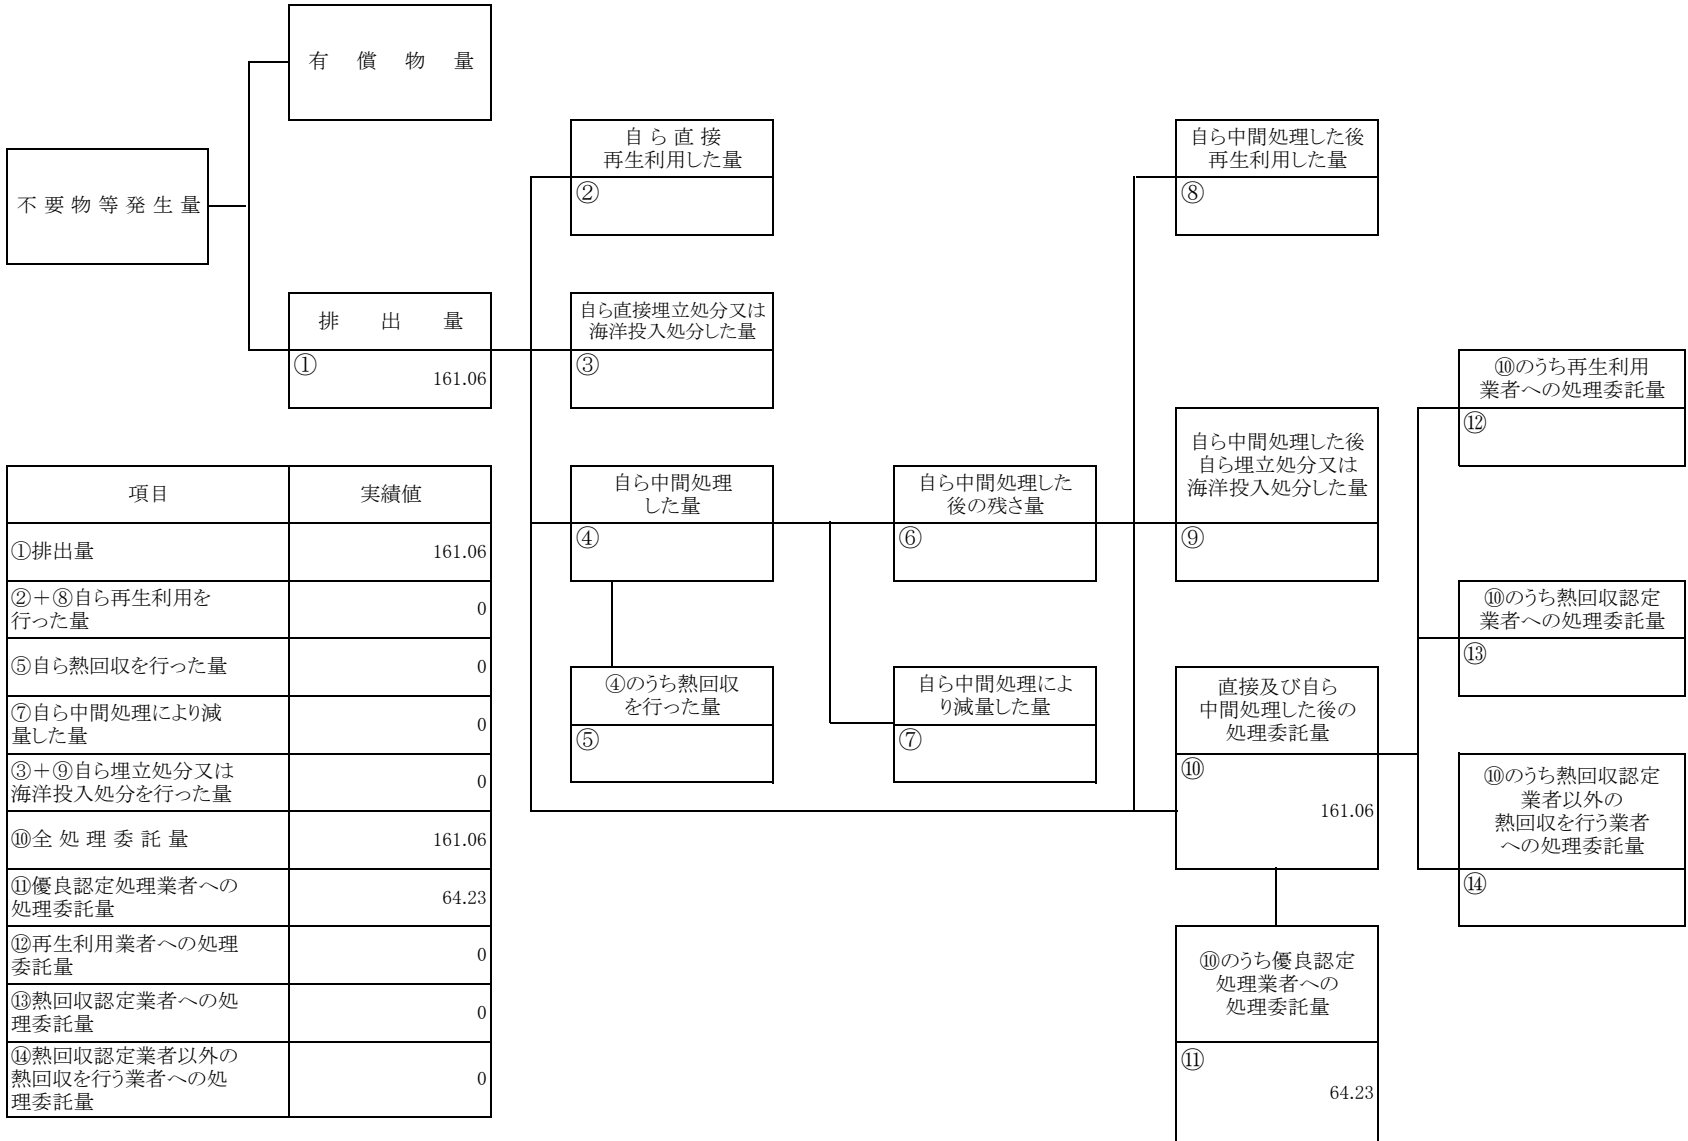 有償物量
不要物等発生量
排出量
①
161.06
自ら直接
再生利用した量
②
自ら直接埋立処分又は
海洋投入処分した量
③
自ら中間処理
した量
④
④のうち熱回収
を行った量
⑤
自ら中間処理した
後の残さ量
⑥
自ら中間処理によ
り減量した量
⑦
自ら中間処理した後
再生利用した量
⑧
自ら中間処理した後
自ら埋立処分又は
海洋投入処分した量
⑨
直接及び自ら
中間処理した後の
処理委託量
⑩
161.06
⑩のうち優良認定
処理業者への
処理委託量
⑪
64.23
⑩のうち再生利用
業者への処理委託量
⑫
⑩のうち熱回収認定
業者への処理委託量
⑬
⑩のうち熱回収認定
業者以外の
熱回収を行う業者
への処理委託量
⑭
項目 実績値
①排出量 161.06
②+⑧自ら再生利用を
行った量 0
⑤自ら熱回収を行った量 0
⑦自ら中間処理により減
量した量 0
③+⑨自ら埋立処分又は
海洋投入処分を行った量 0
⑩全処理委託量 161.06
⑪優良認定処理業者への
処理委託量 64.23
⑫再生利用業者への処理
委託量 0
⑬熱回収認定業者への処
理委託量 0
⑭熱回収認定業者以外の
熱回収を行う業者への処
理委託量 0